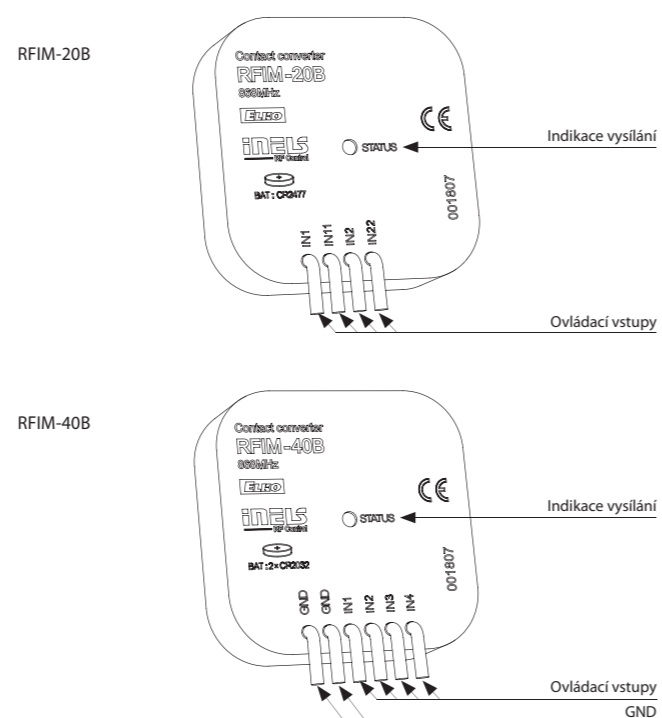 RFIM-20B
Contact converter
RFIM-20B
868MHz
ELKO
iNELS
RF Control
STATUS
BAT : CR2477
001807
IN1 IN11 IN2 IN22
Indikace vysílání
Ovládací vstupy
RFIM-40B
Contact converter
RFIM-40B
868MHz
ELKO
iNELS
RF Control
STATUS
BAT :2×CR2032
001807
GND GND IN1 IN2 IN3 IN4
Indikace vysílání
Ovládací vstupy
GND